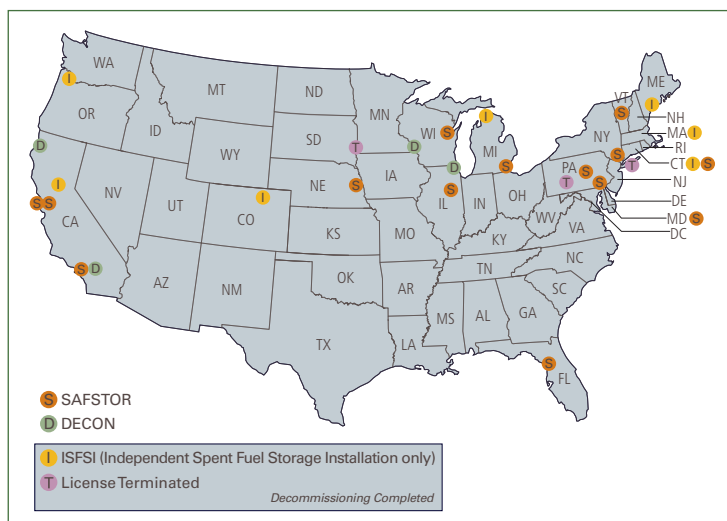 WA
MT
ND
MN
ME
I
I
VT
S
I
NH
OR
ID
SD
WI
S
MI
NY
MA I
D
T
D
RI
WY
S
S
CT I S
PA
S
T
T
NJ
NE
S
IA
D
I
NV
S
IL
IN
OH
S
DE
S S
CA
UT
CO
I
WV
MD S
KS
MO
KY
VA
DC
S D
AZ
NM
OK
AR
TN
NC
SC
MS
AL
GA
TX
LA
S
FL
S SAFSTOR
D DECON
I ISFSI (Independent Spent Fuel Storage Installation only)
T License Terminated
Decommissioning Completed